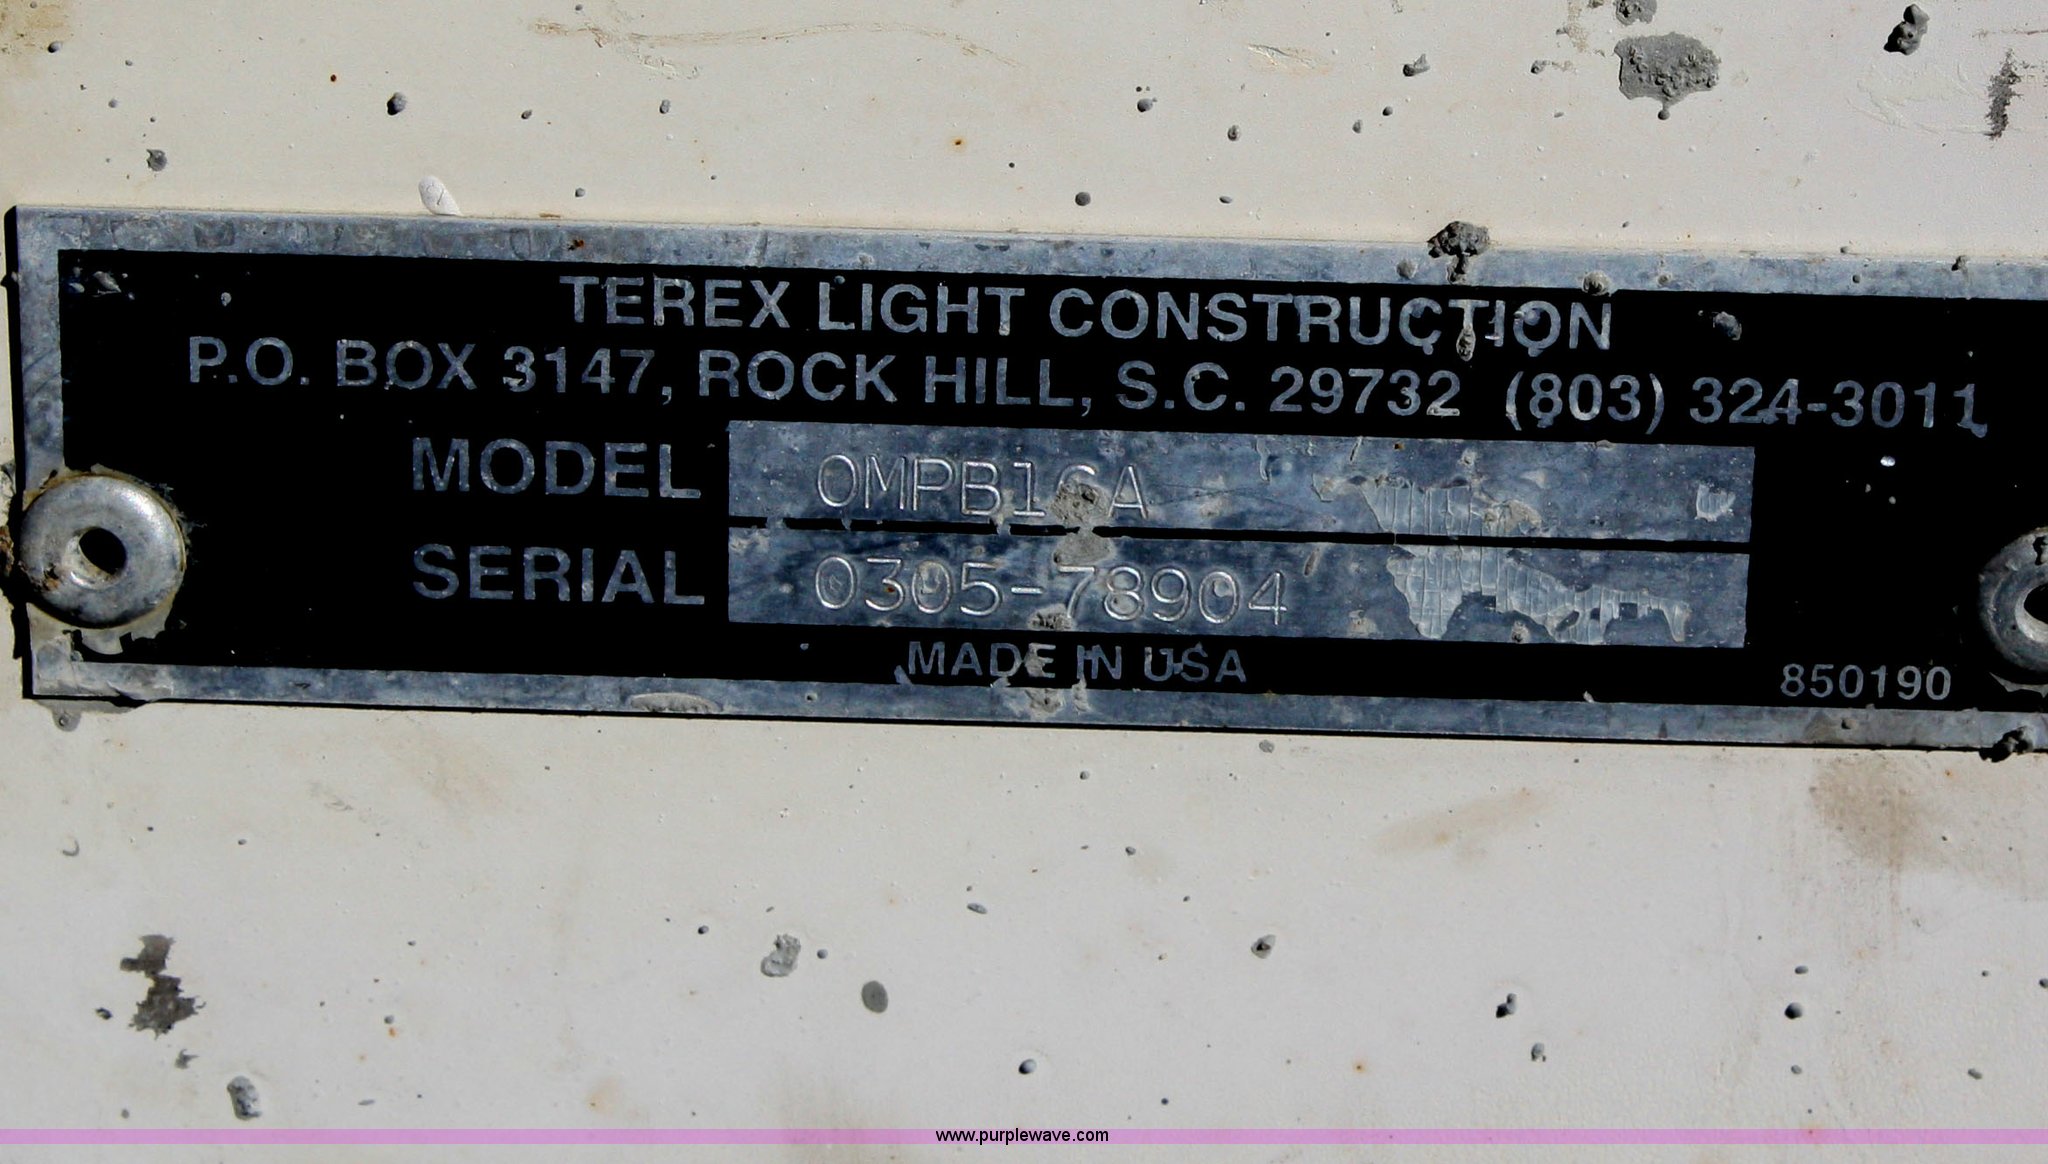 TEREX LIGHT CONSTRUCTION
P.O. BOX 3147, ROCK HILL, S.C. 29732 (803) 324-3011
MODEL OMPB16A
SERIAL 0305-78904
MADE IN USA
850190
www.purplewave.com